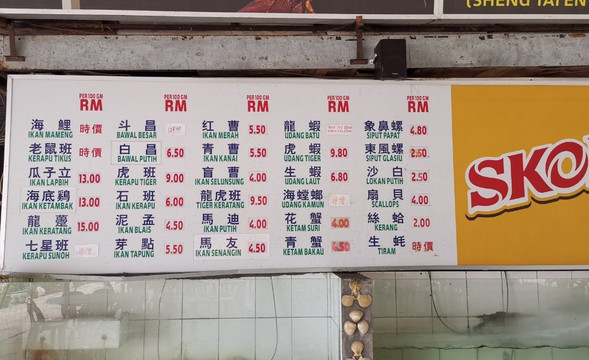 (SHENG TAI EN
PER 100 GM
RM
海鯉 時價
IKAN MAMENG
老鼠班 時價
KERAPU TIKUS
瓜子立 13.00
IKAN LAPBIH
海底鸡 13.00
IKAN KETAMBAK
龍躉 15.00
IKAN KERATANG
七星班
KERAPU SUNOH
PER 100 GM
RM
斗昌
BAWAL BESAR
白昌 6.50
BAWAL PUTIH
虎班 9.00
KERAPU TIGER
石班 6.00
IKAN KERAPU
泥孟 4.50
IKAN BLAIS
芽點 5.50
IKAN TAPUNG
PER 100 GM
RM
红曹 5.50
IKAN MERAH
青曹 5.50
IKAN KANAI
盲曹 4.00
IKAN SELUNSUNG
龍虎班 9.50
TIGER KERATANG
馬迪 4.00
IKAN PUTIH
馬友 4.50
IKAN SENANGIN
PER 100 GM
RM
龍蝦
UDANG BATU
虎蝦 9.80
UDANG TIGER
生蝦 6.80
UDANG LAUT
海螳螂
UDANG KAMUN
花蟹 4.00
KETAM SURI
青蟹 6.50
KETAM BAKAU
PER 100 GM
RM
象鼻螺 4.80
SIPUT PAPAT
東風螺 2.50
SIPUT GLASIU
沙白 2.50
LOKAN PUTIH
扇貝 4.00
SCALLOPS
絲蛤 2.00
KERANG
生蚝 時價
TIRAM
SKO